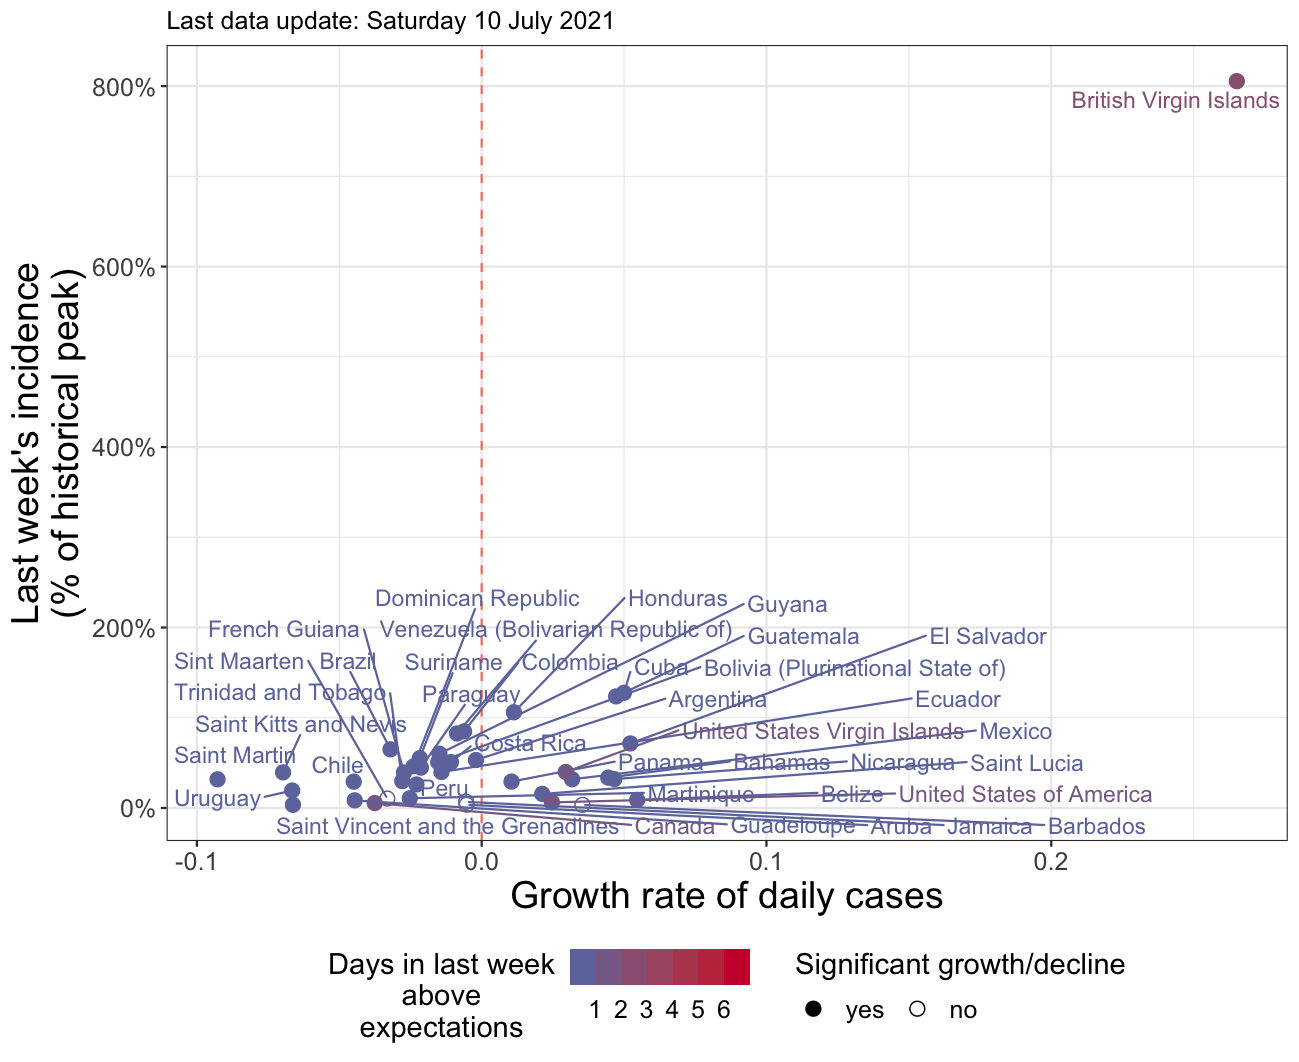 Last data update: Saturday 10 July 2021
Last week's incidence
(% of historical peak)
800%
600%
400%
200%
0%
British Virgin Islands
Dominican Republic
Honduras
Guyana
French Guiana
Venezuela (Bolivarian Republic of)
Guatemala
El Salvador
Sint Maarten
Brazil
Suriname
Colombia
Cuba
Bolivia (Plurinational State of)
Trinidad and Tobago
Paraguay
Argentina
Ecuador
Saint Kitts and Nevis
Costa Rica
United States Virgin Islands
Mexico
Saint Martin
Chile
Panama
Bahamas
Nicaragua
Saint Lucia
Uruguay
Peru
Martinique
Belize
United States of America
Saint Vincent and the Grenadines
Canada
Guadeloupe
Aruba
Jamaica
Barbados
-0.1
0.0
0.1
0.2
Growth rate of daily cases
Days in last week
above
expectations
1 2 3 4 5 6
Significant growth/decline
yes
no